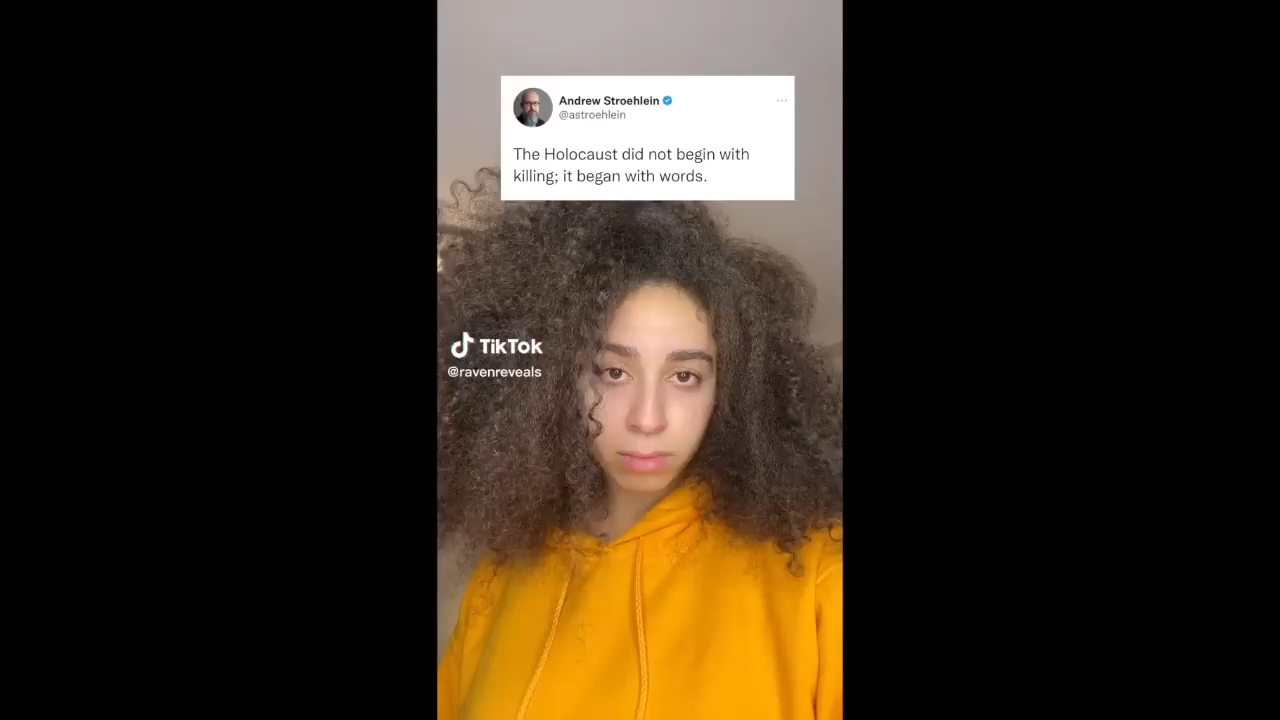 Andrew Stroehlein
@astroehlein
The Holocaust did not begin with
killing; it began with words.
TikTok
@ravenreveals